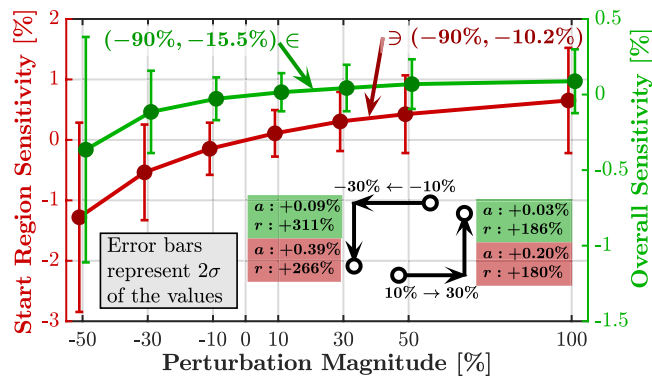 (−90%, −15.5%) ∈
∋ (−90%, −10.2%)
Start Region Sensitivity [%]
2
1
0
-1
-2
-3
Overall Sensitivity [%]
0.5
0
-0.5
-1
-1.5
−30% ← −10%
a : +0.09%
r : +311%
a : +0.39%
r : +266%
a : +0.03%
r : +186%
a : +0.20%
r : +180%
10% → 30%
Error bars
represent 2σ
of the values
-50
-30
-10
0
10
30
50
100
Perturbation Magnitude [%]